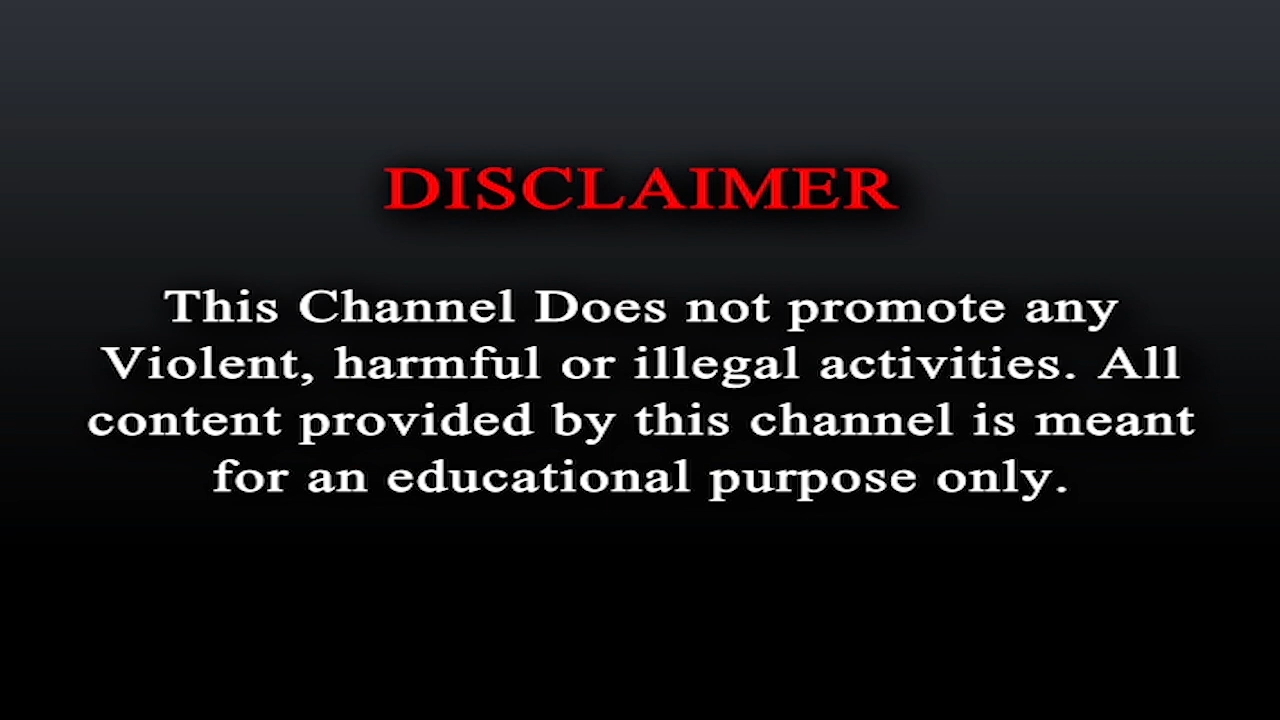 DISCLAIMER
This Channel Does not promote any
Violent, harmful or illegal activities. All
content provided by this channel is meant
for an educational purpose only.